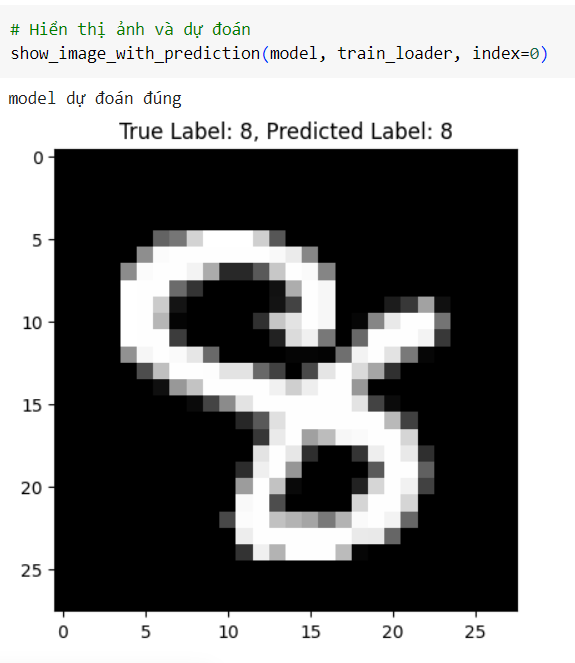 # Hiển thị ảnh và dự đoán
show_image_with_prediction(model, train_loader, index=0)
model dự đoán đúng
True Label: 8, Predicted Label: 8
0
5
10
15
20
25
0 5 10 15 20 25